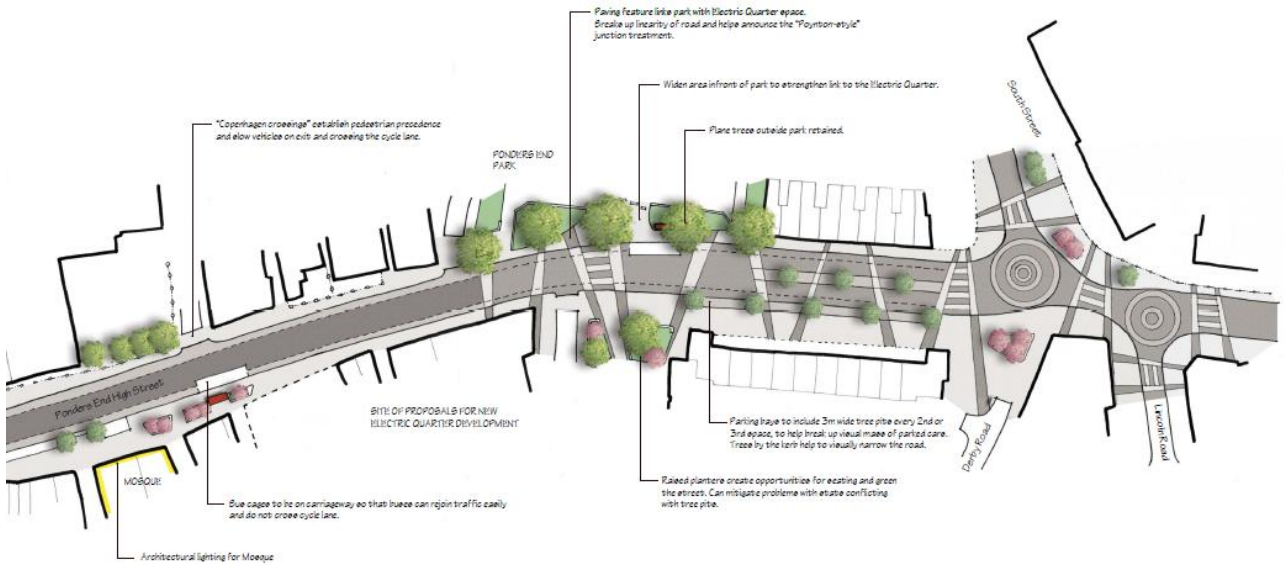 Paving feature links park with Electric Quarter space.
Breaks up linearity of road and helps announce the "Poynton-style"
junction treatment.
Widen area infront of park to strengthen link to the Electric Quarter.
"Copenhagen crossings" establish pedestrian precedence
and slow vehicles on exit and crossing the cycle lane.
Plane trees outside park retained.
PONDERS END
PARK
South Street
Ponders End High Street
SITE OF PROPOSALS FOR NEW
ELECTRIC QUARTER DEVELOPMENT
Parking bays to include 3m wide tree pits every 2nd or
3rd space, to help break up visual mass of parked cars.
Trees by the kerb help to visually narrow the road.
Derby Road
Lincoln Road
MOSQUE
Raised planters create opportunities for seating and green
the street. Can mitigate problems with stats conflicting
with tree pits.
Bus cages to be on carriageway so that buses can rejoin traffic easily
and do not cross cycle lane.
Architectural lighting for Mosque